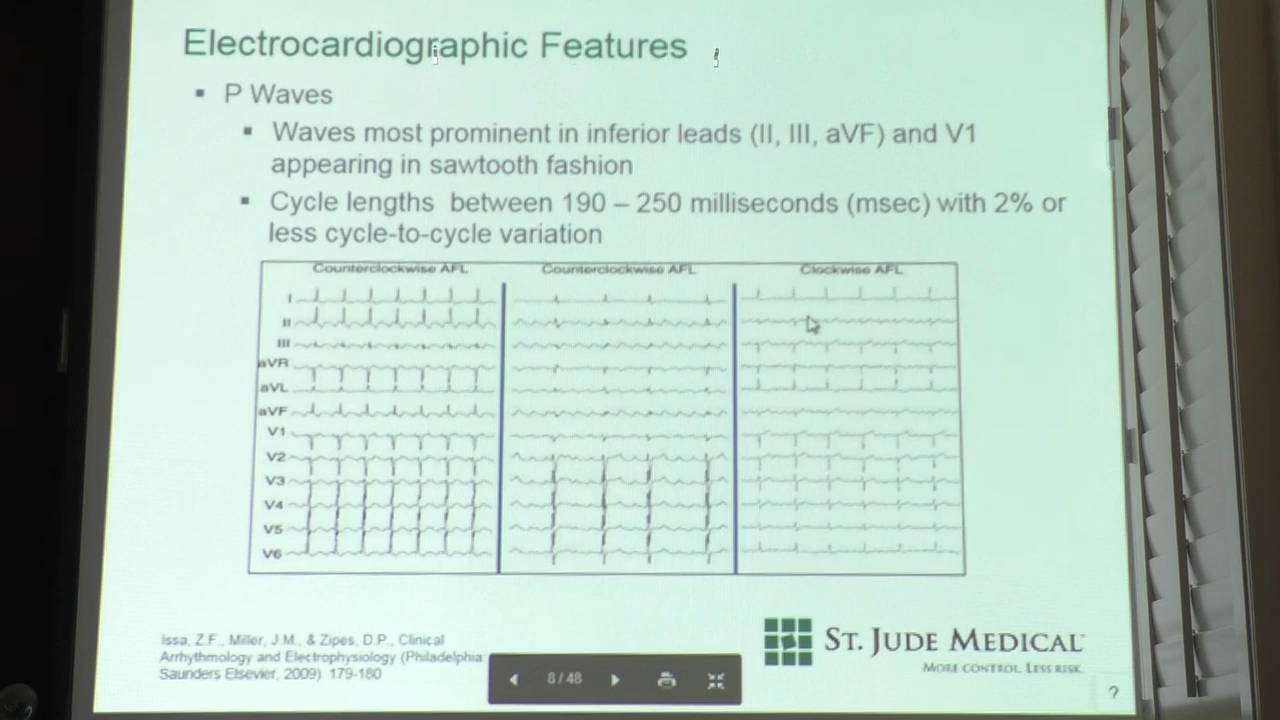 Electrocardiographic Features
▪ P Waves
▪ Waves most prominent in inferior leads (II, III, aVF) and V1
appearing in sawtooth fashion
▪ Cycle lengths between 190 – 250 milliseconds (msec) with 2% or
less cycle-to-cycle variation
Counterclockwise AFL
Counterclockwise AFL
Clockwise AFL
I
II
III
aVR
aVL
aVF
V1
V2
V3
V4
V5
V6
Issa, Z.F., Miller, J.M., & Zipes, D.P., Clinical
Arrhythmology and Electrophysiology (Philadelphia:
Saunders Elsevier, 2009) 179-180
8 / 48
ST. JUDE MEDICAL
MORE CONTROL. LESS RISK.
?